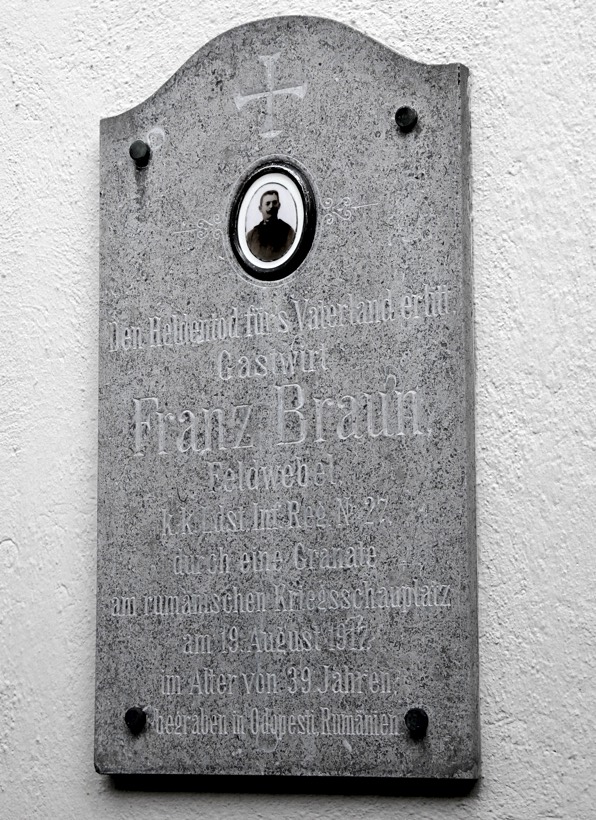 Den Heldentod für's Vaterland erlitt
Gastwirt
Franz Braun,
Feldwebel,
k.k. Ldst. Inf. Reg. № 27.
durch eine Granate
am rumänischen Kriegsschauplatz
am 19. August 1917.
im Alter von 39 Jahren,
begraben in Odopesti, Rumänien.